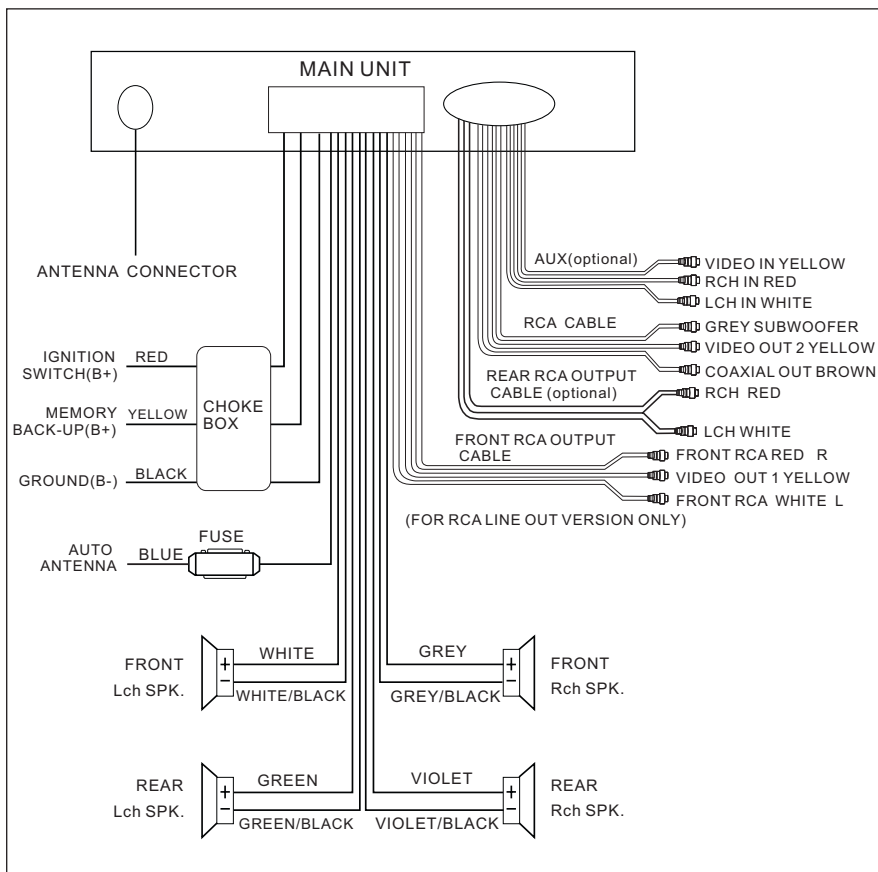 MAIN UNIT
ANTENNA CONNECTOR
AUX(optional)
VIDEO IN YELLOW
RCH IN RED
LCH IN WHITE
RCA CABLE
GREY SUBWOOFER
VIDEO OUT 2 YELLOW
COAXIAL OUT BROWN
REAR RCA OUTPUT
CABLE (optional)
RCH RED
LCH WHITE
FRONT RCA OUTPUT
CABLE
FRONT RCA RED R
VIDEO OUT 1 YELLOW
FRONT RCA WHITE L
(FOR RCA LINE OUT VERSION ONLY)
IGNITION
SWITCH(B+)
RED
MEMORY
BACK-UP(B+)
YELLOW
CHOKE
BOX
GROUND(B-)
BLACK
AUTO
ANTENNA
BLUE
FUSE
FRONT
Lch SPK.
+
−
WHITE
WHITE/BLACK
GREY
GREY/BLACK
+
−
FRONT
Rch SPK.
REAR
Lch SPK.
+
−
GREEN
GREEN/BLACK
VIOLET
VIOLET/BLACK
+
−
REAR
Rch SPK.